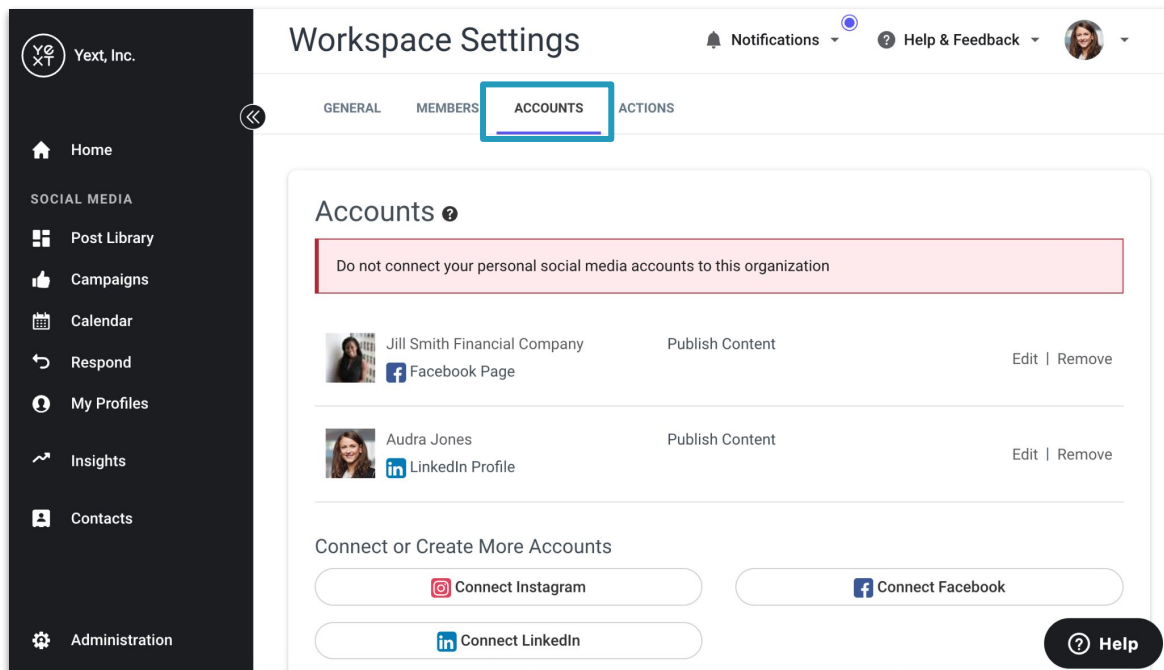 YEXT
Yext, Inc.
Workspace Settings
Notifications
Help & Feedback
GENERAL
MEMBERS
ACCOUNTS
ACTIONS
Home
SOCIAL MEDIA
Post Library
Campaigns
Calendar
Respond
My Profiles
Insights
Contacts
Administration
Accounts ?
Do not connect your personal social media accounts to this organization
Jill Smith Financial Company
Facebook Page
Publish Content
Edit | Remove
Audra Jones
LinkedIn Profile
Publish Content
Edit | Remove
Connect or Create More Accounts
Connect Instagram
Connect Facebook
Connect LinkedIn
Help